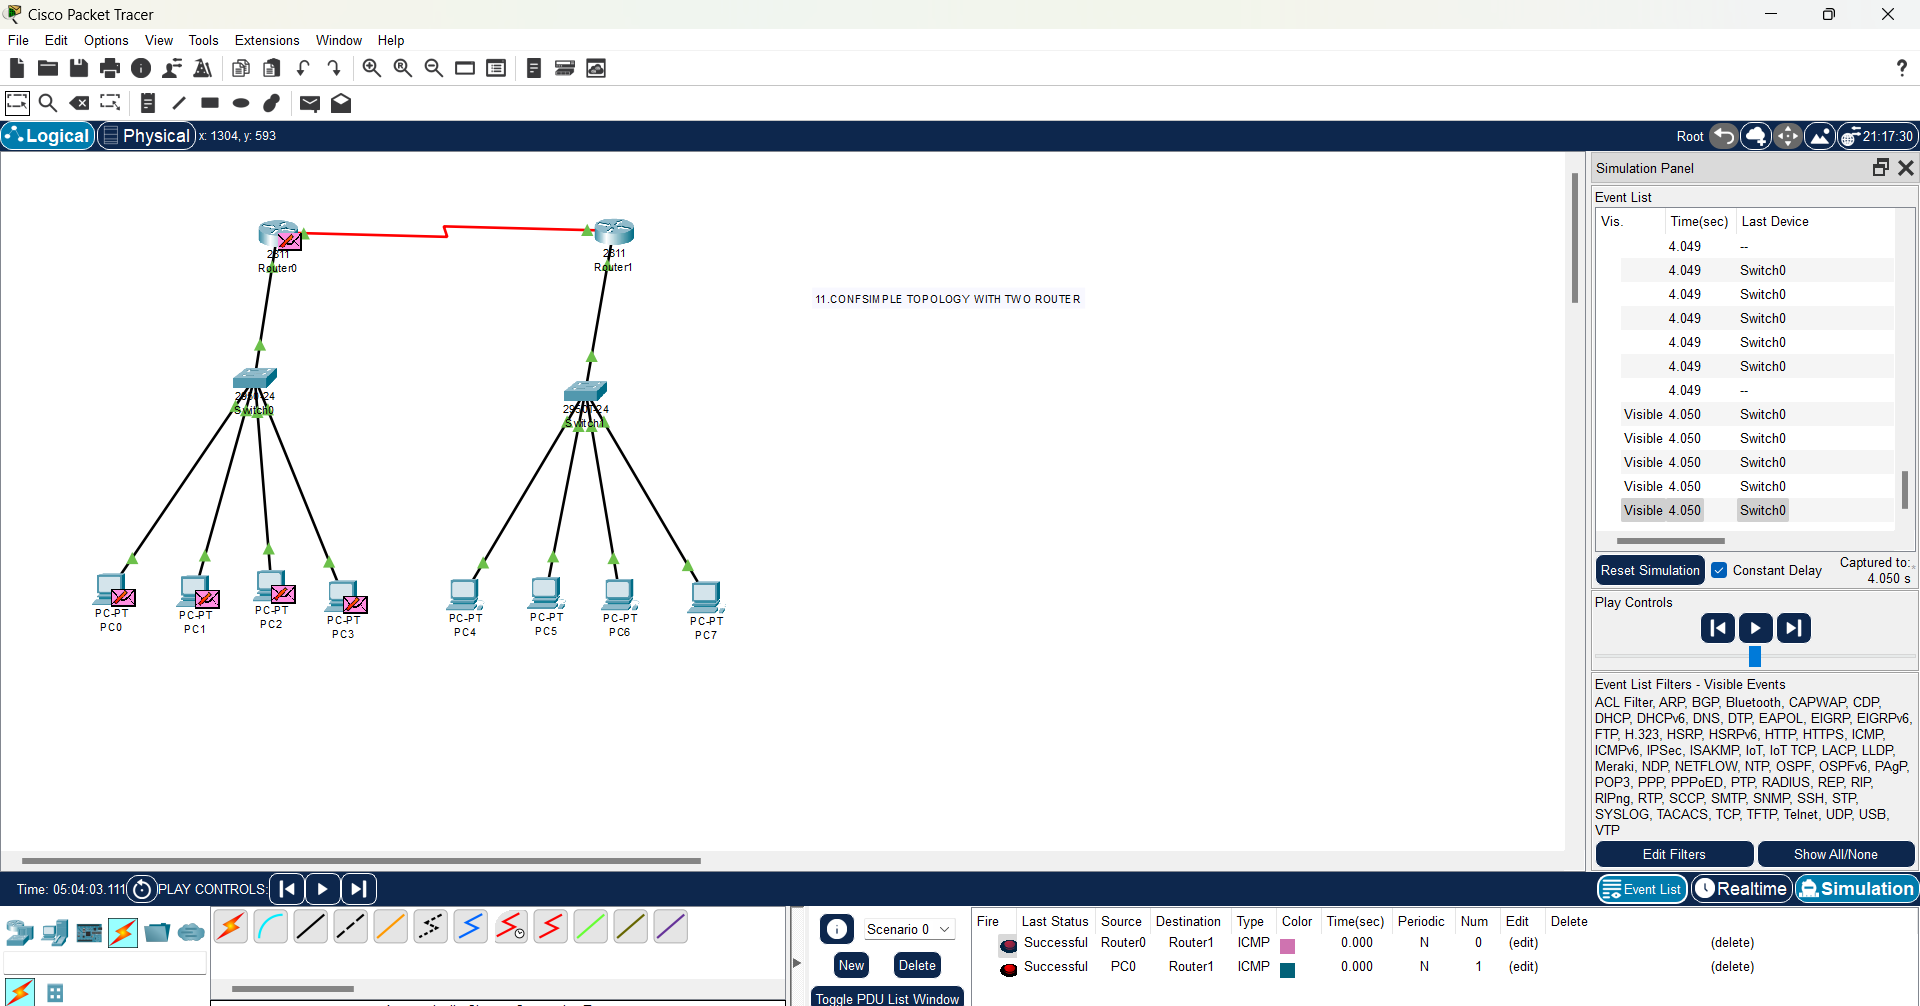 Cisco Packet Tracer
File Edit Options View Tools Extensions Window Help
?
Logical Physical x: 1304, y: 593 Root 21:17:30
Simulation Panel
Event List
Vis. Time(sec) Last Device
4.049 --
4.049 Switch0
4.049 Switch0
4.049 Switch0
4.049 Switch0
4.049 Switch0
4.049 --
Visible 4.050 Switch0
Visible 4.050 Switch0
Visible 4.050 Switch0
Visible 4.050 Switch0
Visible 4.050 Switch0
Reset Simulation Constant Delay Captured to:
4.050 s
Play Controls
Event List Filters - Visible Events
ACL Filter, ARP, BGP, Bluetooth, CAPWAP, CDP,
DHCP, DHCPv6, DNS, DTP, EAPOL, EIGRP, EIGRPv6,
FTP, H.323, HSRP, HSRPv6, HTTP, HTTPS, ICMP,
ICMPv6, IPSec, ISAKMP, IoT, IoT TCP, LACP, LLDP,
Meraki, NDP, NETFLOW, NTP, OSPF, OSPFv6, PAgP,
POP3, PPP, PPPoED, PTP, RADIUS, REP, RIP,
RIPng, RTP, SCCP, SMTP, SNMP, SSH, STP,
SYSLOG, TACACS, TCP, TFTP, Telnet, UDP, USB,
VTP
Edit Filters Show All/None
2811
Router0
2811
Router1
11.CONFSIMPLE TOPOLOGY WITH TWO ROUTER
Switch0
Switch1
PC-PT
PC0
PC-PT
PC1
PC-PT
PC2
PC-PT
PC3
PC-PT
PC4
PC-PT
PC5
PC-PT
PC6
PC-PT
PC7
Time: 05:04:03.111 PLAY CONTROLS: Event List Realtime Simulation
Scenario 0
New Delete
Toggle PDU List Window
Fire Last Status Source Destination Type Color Time(sec) Periodic Num Edit Delete
Successful Router0 Router1 ICMP 0.000 N 0 (edit) (delete)
Successful PC0 Router1 ICMP 0.000 N 1 (edit) (delete)